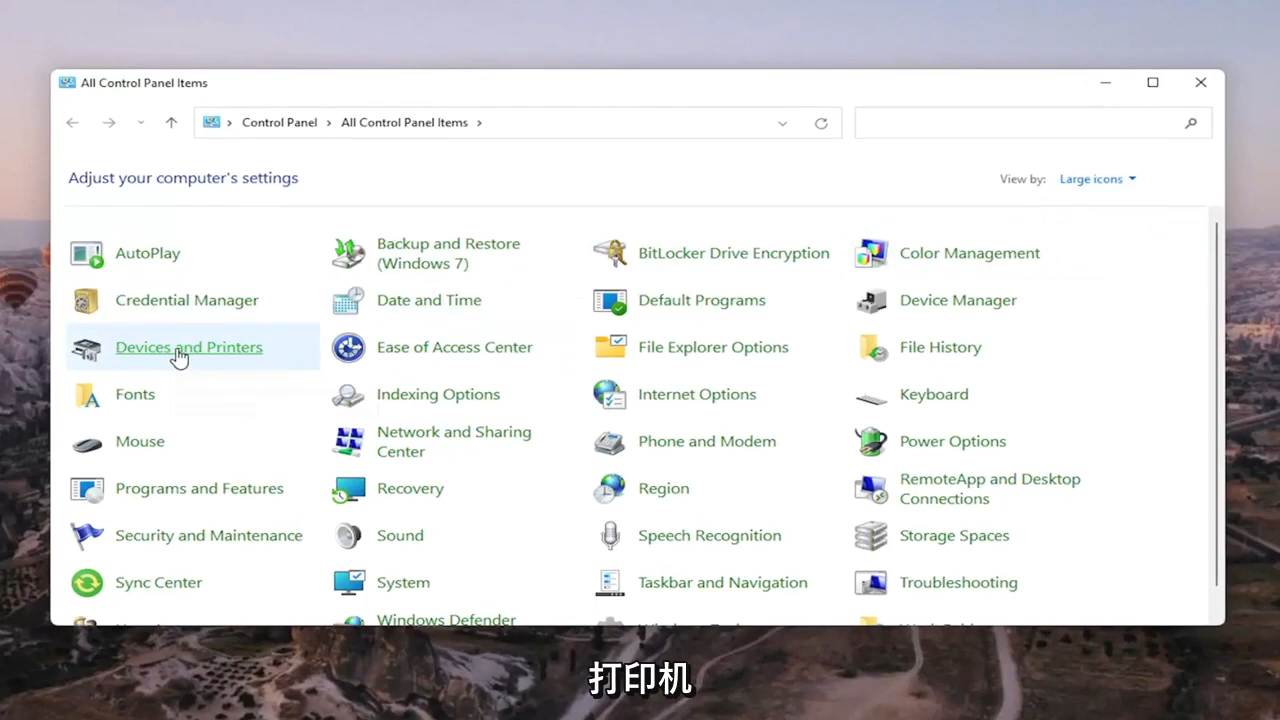 All Control Panel Items
Control Panel > All Control Panel Items >
Adjust your computer's settings
View by: Large icons
AutoPlay
Backup and Restore
(Windows 7)
BitLocker Drive Encryption
Color Management
Credential Manager
Date and Time
Default Programs
Device Manager
Devices and Printers
Ease of Access Center
File Explorer Options
File History
Fonts
Indexing Options
Internet Options
Keyboard
Mouse
Network and Sharing
Center
Phone and Modem
Power Options
Programs and Features
Recovery
Region
RemoteApp and Desktop
Connections
Security and Maintenance
Sound
Speech Recognition
Storage Spaces
Sync Center
System
Taskbar and Navigation
Troubleshooting
Windows Defender
打印机